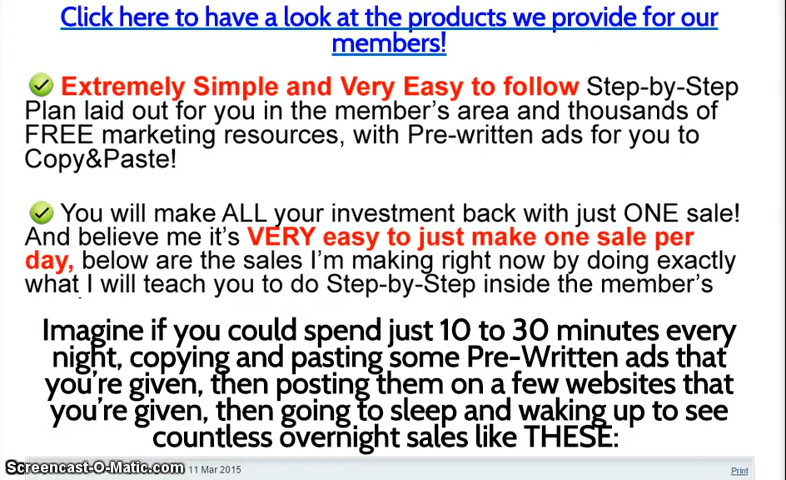 Click here to have a look at the products we provide for our
members!
Extremely Simple and Very Easy to follow Step-by-Step
Plan laid out for you in the member's area and thousands of
FREE marketing resources, with Pre-written ads for you to
Copy&Paste!
You will make ALL your investment back with just ONE sale!
And believe me it's VERY easy to just make one sale per
day, below are the sales I'm making right now by doing exactly
what I will teach you to do Step-by-Step inside the member's
Imagine if you could spend just 10 to 30 minutes every
night, copying and pasting some Pre-Written ads that
you're given, then posting them on a few websites that
you're given, then going to sleep and waking up to see
countless overnight sales like THESE:
Screencast-O-Matic.com 11 Mar 2015 Print